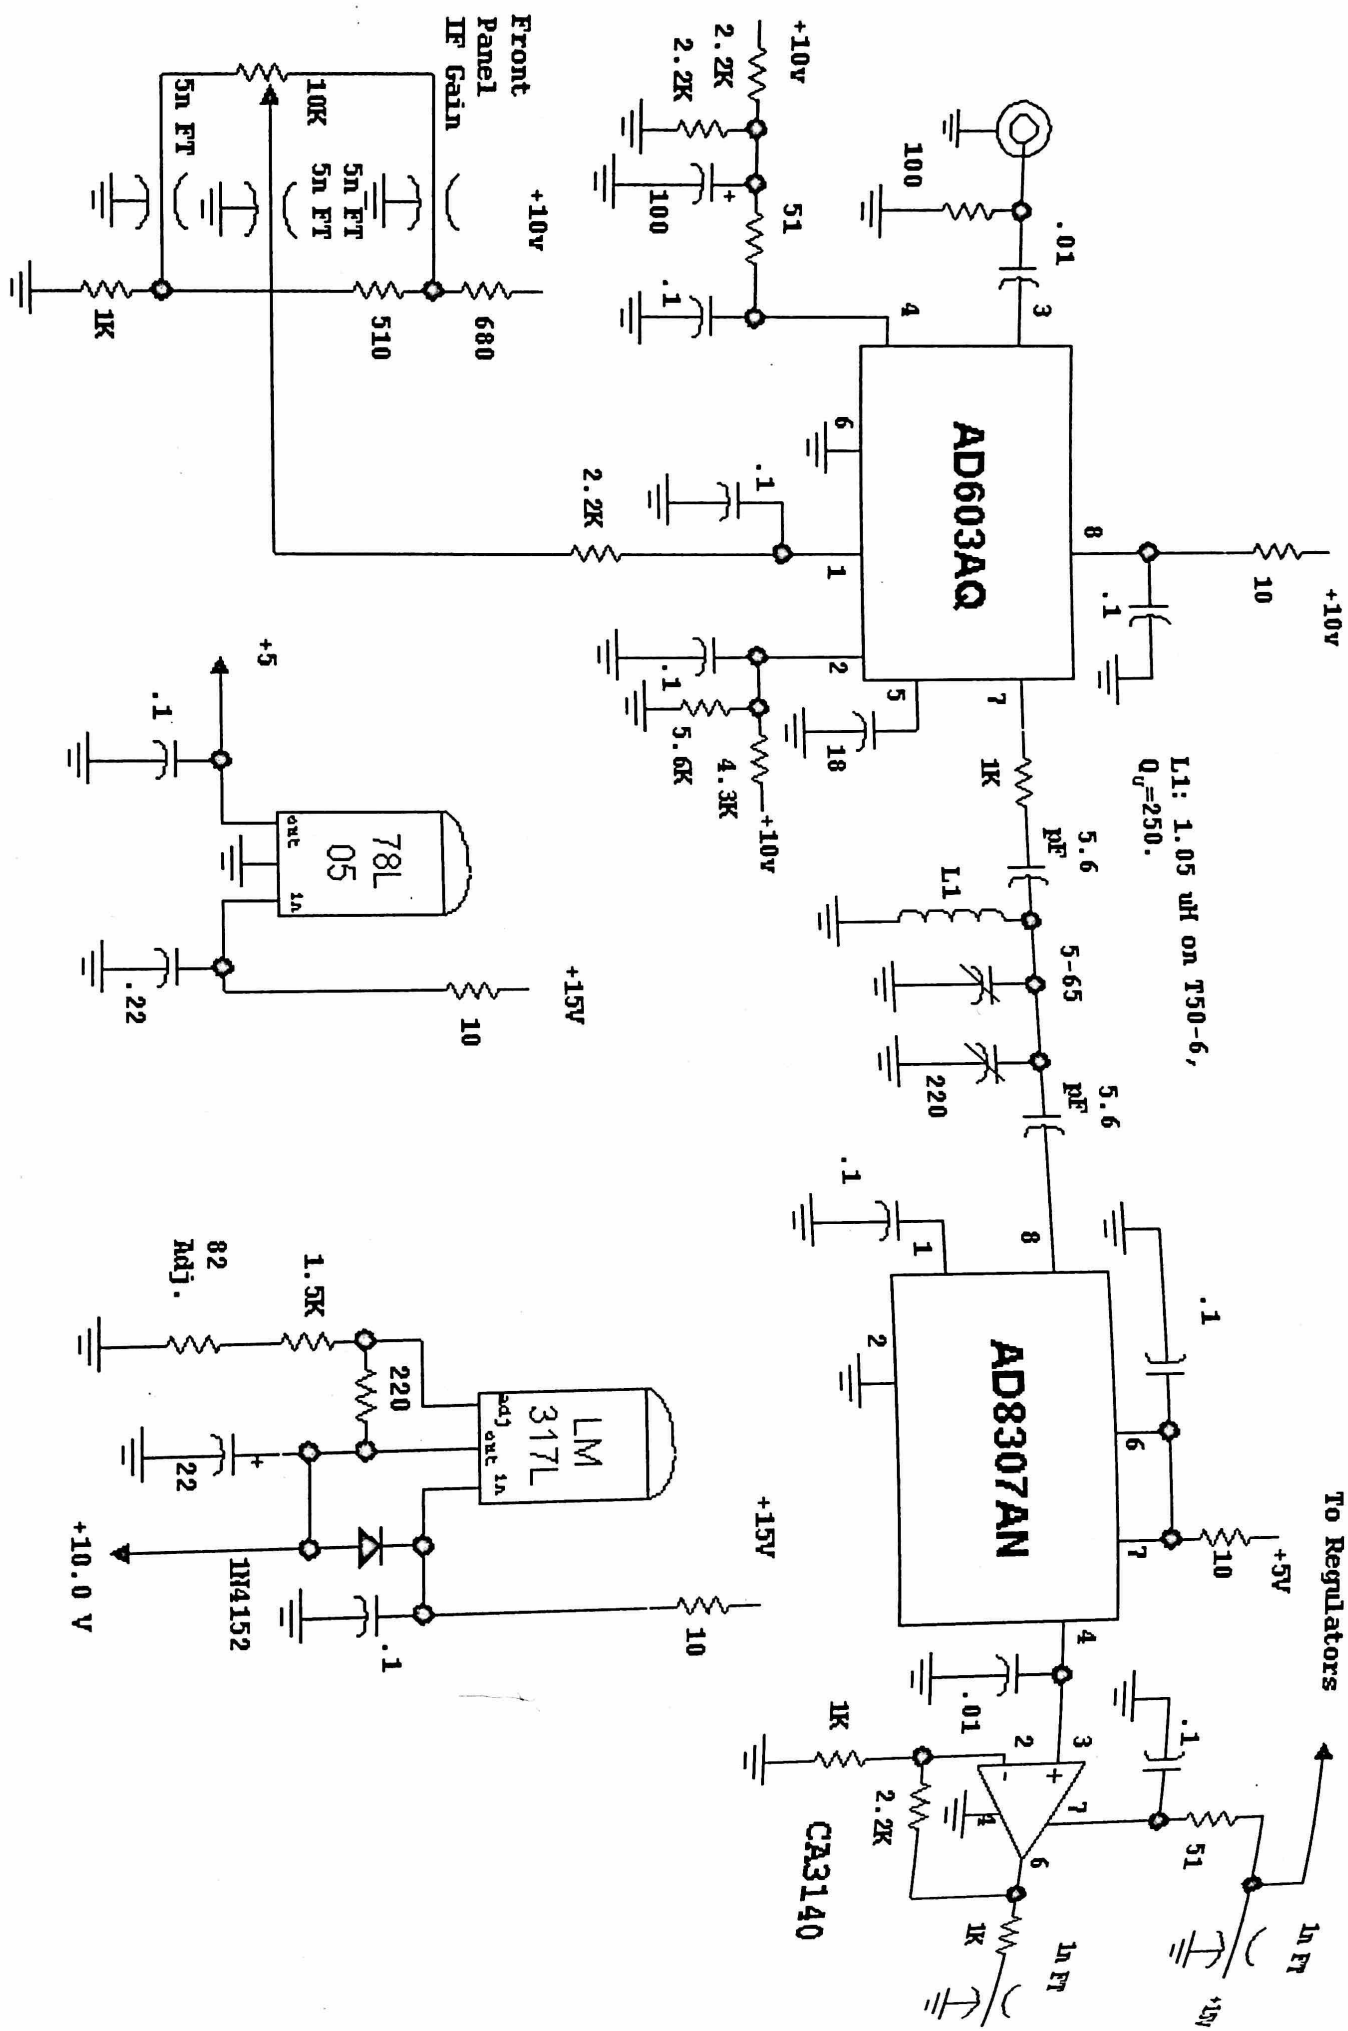 Front
Panel
IF Gain
10K
5n FT
5n FT
5n FT
+10v
680
510
1K
+10v
2.2K
2.2K
100
+
51
.1
100
.01
3
4
6
AD603AQ
8
1
2
5
7
.1
2.2K
10
+10v
.1
.1
5.6K
4.3K
+10v
18
1K
5.6
pF
L1
L1: 1.05 uH on T50-6,
Qu=250.
5-65
220
5.6
pF
8
.1
1
2
AD8307AN
6
7
4
.1
10
+5V
To Regulators
.01
1K
2
3
-
+
7
4
6
2.2K
CA3140
.1
51
1n FT
1K
1n FT
+15V
+5
.1
78L
05
out
in
.22
10
+15V
82
Adj.
1.5K
220
LM
317L
adj
out
in
+
22
+10.0 V
1N4152
.1
10
+15V